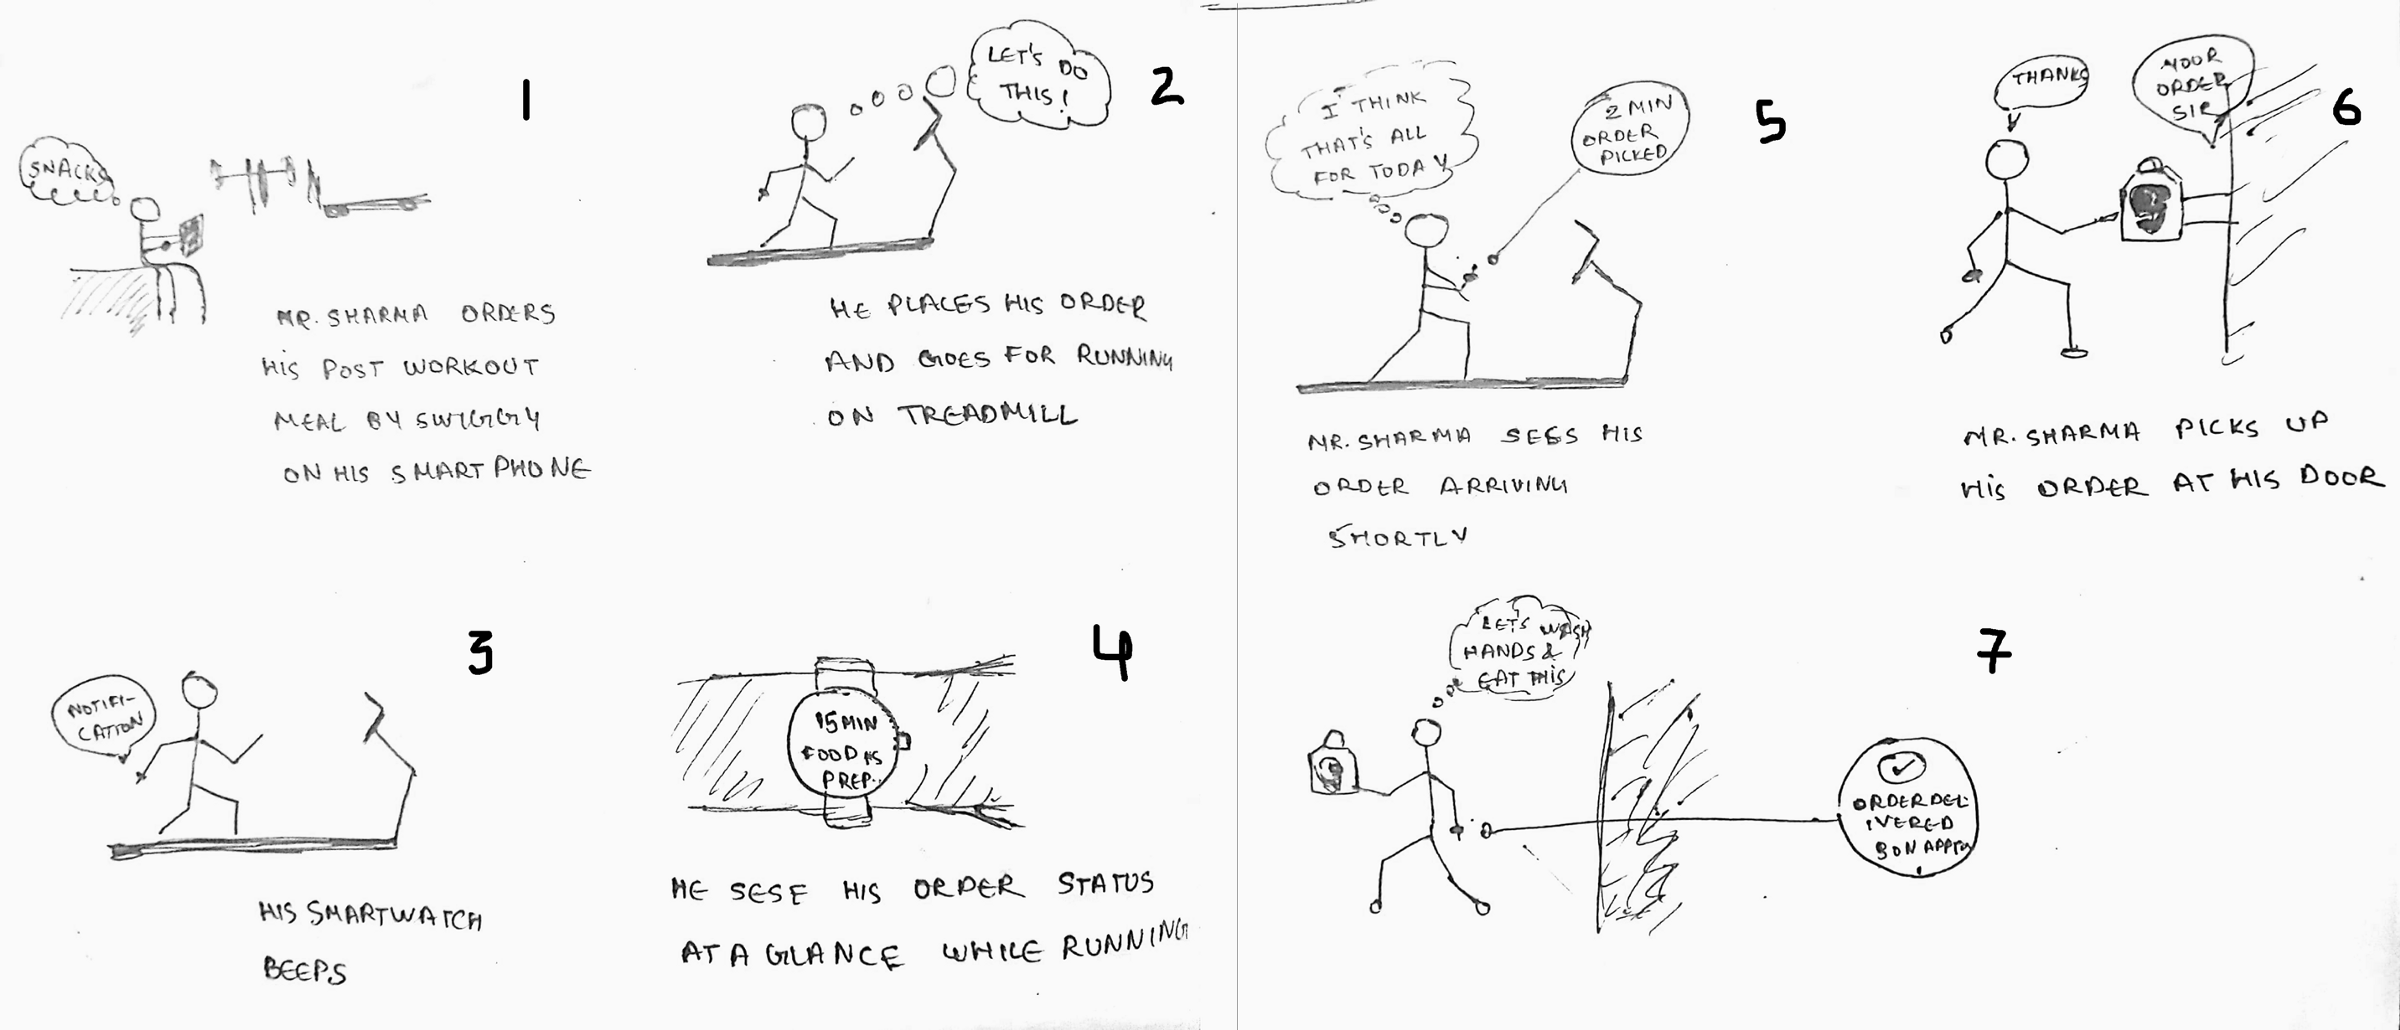 1
SNACKS
MR. SHARMA ORDERS
HIS POST WORKOUT
MEAL BY SWIGGY
ON HIS SMART PHONE
2
LET'S DO
THIS!
HE PLACES HIS ORDER
AND GOES FOR RUNNING
ON TREADMILL
3
NOTIFI-
CATION
HIS SMARTWATCH
BEEPS
4
15 MIN
FOOD IS
PREP..
HE SESE HIS ORDER STATUS
AT A GLANCE WHILE RUNNING
5
I THINK
THAT'S ALL
FOR TODAY
2 MIN
ORDER
PICKED
MR. SHARMA SEES HIS
ORDER ARRIVING
SHORTLY
6
THANKS
YOUR
ORDER
SIR
MR. SHARMA PICKS UP
HIS ORDER AT HIS DOOR
7
LET'S WASH
HANDS &
EAT THIS
ORDER DEL-
IVERED
BON